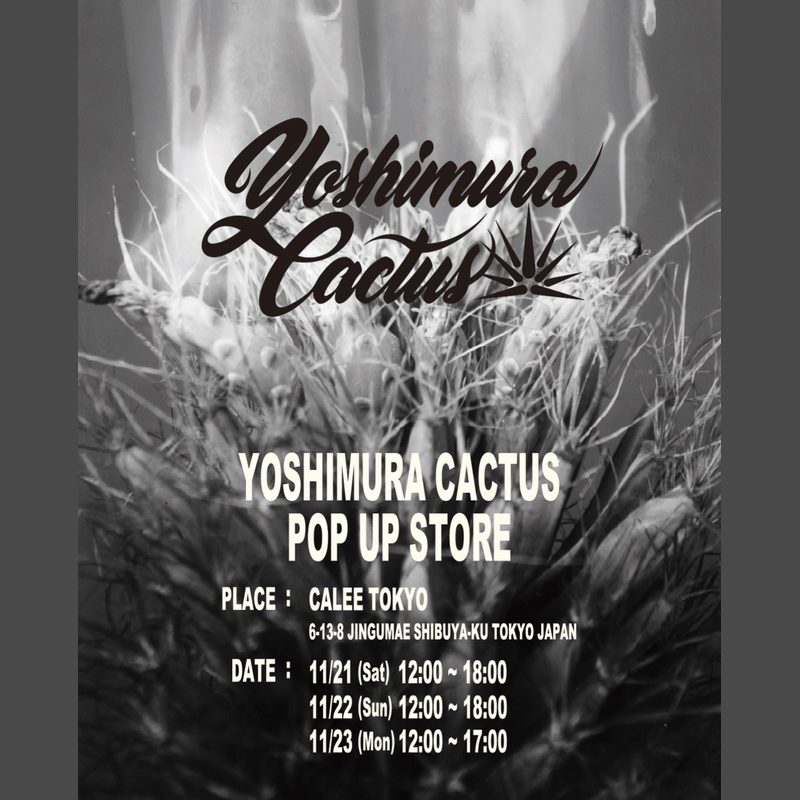 Yoshimura
Cactus
YOSHIMURA CACTUS
POP UP STORE
PLACE : CALEE TOKYO
6-13-8 JINGUMAE SHIBUYA-KU TOKYO JAPAN
DATE : 11/21 (Sat) 12:00 ~ 18:00
11/22 (Sun) 12:00 ~ 18:00
11/23 (Mon) 12:00 ~ 17:00